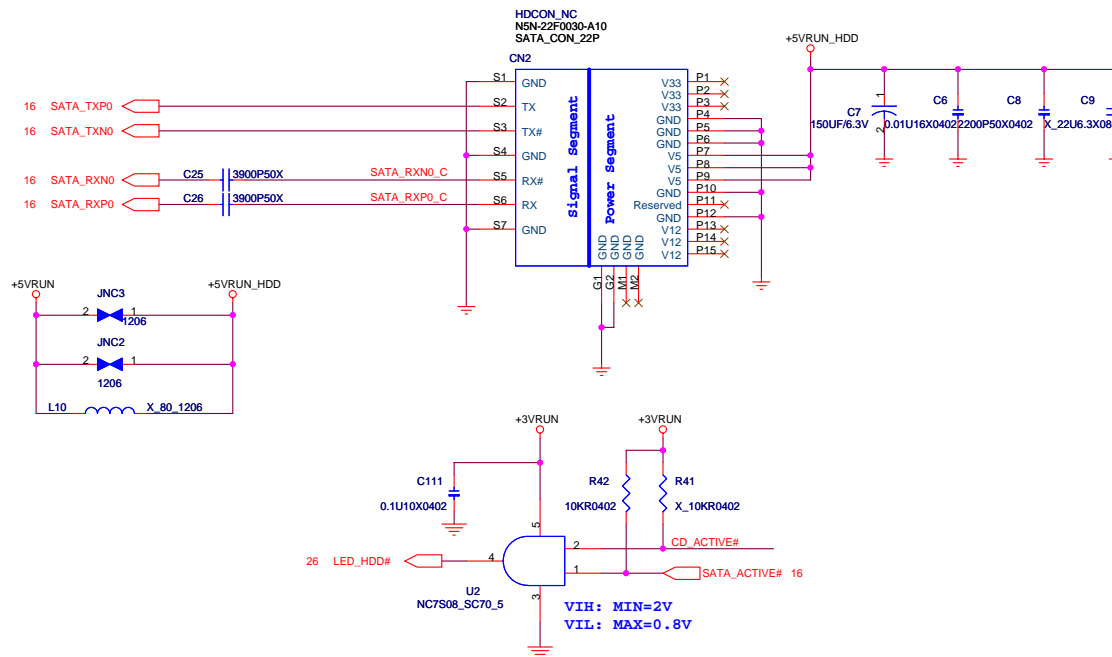 HDCON_NC
N5N-22F0030-A10
SATA_CON_22P
CN2
+5VRUN_HDD
S1 GND
S2 TX
S3 TX#
S4 GND
S5 RX#
S6 RX
S7 GND
Signal Segment
Power Segment
V33 P1
V33 P2
V33 P3
GND P4
GND P5
GND P6
V5 P7
V5 P8
V5 P9
GND P10
Reserved P11
GND P12
V12 P13
V12 P14
V12 P15
GND G1
GND G2
GND M1
GND M2
16 SATA_TXP0
16 SATA_TXN0
16 SATA_RXN0 C25 3900P50X SATA_RXN0_C
16 SATA_RXP0 C26 3900P50X SATA_RXP0_C
1
2
C7
150UF/6.3V
C6
0.01U16X0402
2200P50X0402
C8
X_22U6.3X08
C9
+5VRUN +5VRUN_HDD
JNC3
2 1
1206
JNC2
2 1
1206
L10 X_80_1206
+3VRUN +3VRUN
C111
0.1U10X0402
R42
10KR0402
R41
X_10KR0402
5
2 CD_ACTIVE#
26 LED_HDD# 4
1 SATA_ACTIVE# 16
3
U2
NC7S08_SC70_5
VIH: MIN=2V
VIL: MAX=0.8V